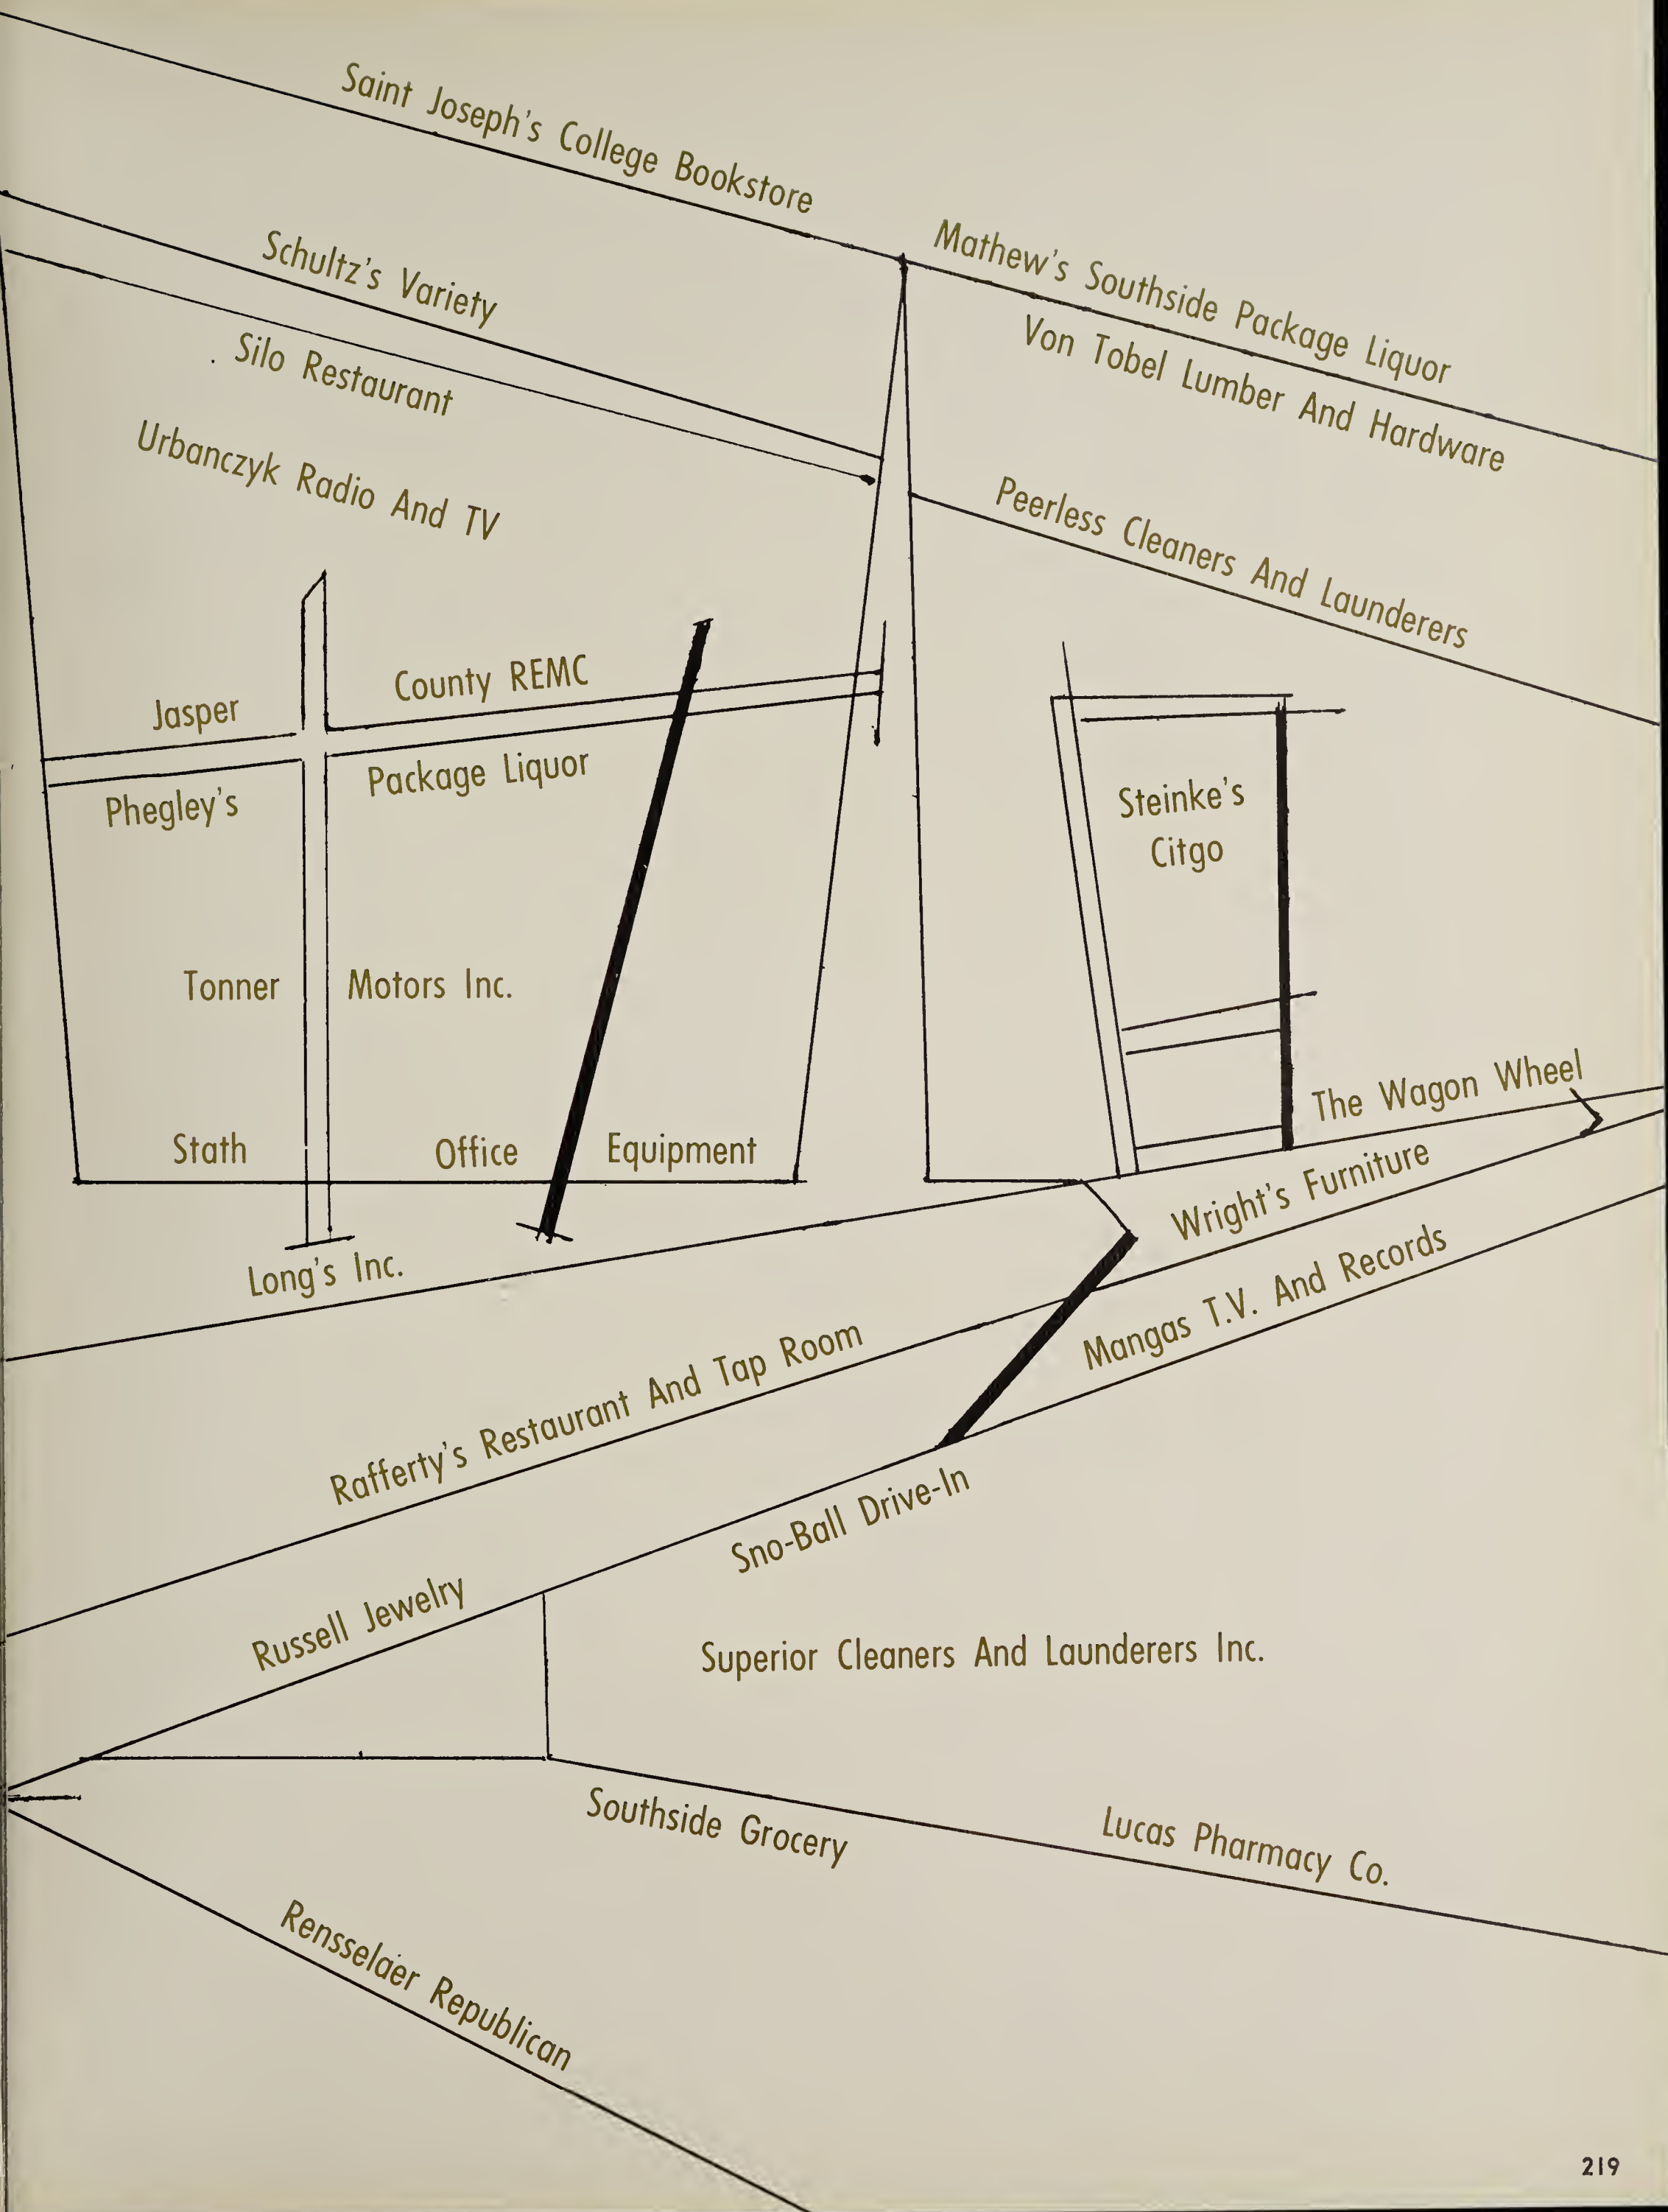 Saint Joseph's College Bookstore
Mathew's Southside Package Liquor
Von Tobel Lumber And Hardware
Schultz's Variety
Silo Restaurant
Urbanczyk Radio And TV
Peerless Cleaners And Launderers
Jasper County REMC
Phegley's Package Liquor
Steinke's
Citgo
Tonner Motors Inc.
Stath Office Equipment
The Wagon Wheel
Long's Inc.
Wright's Furniture
Rafferty's Restaurant And Tap Room
Mangas T.V. And Records
Russell Jewelry
Sno-Ball Drive-In
Superior Cleaners And Launderers Inc.
Southside Grocery
Lucas Pharmacy Co.
Rensselaer Republican
219